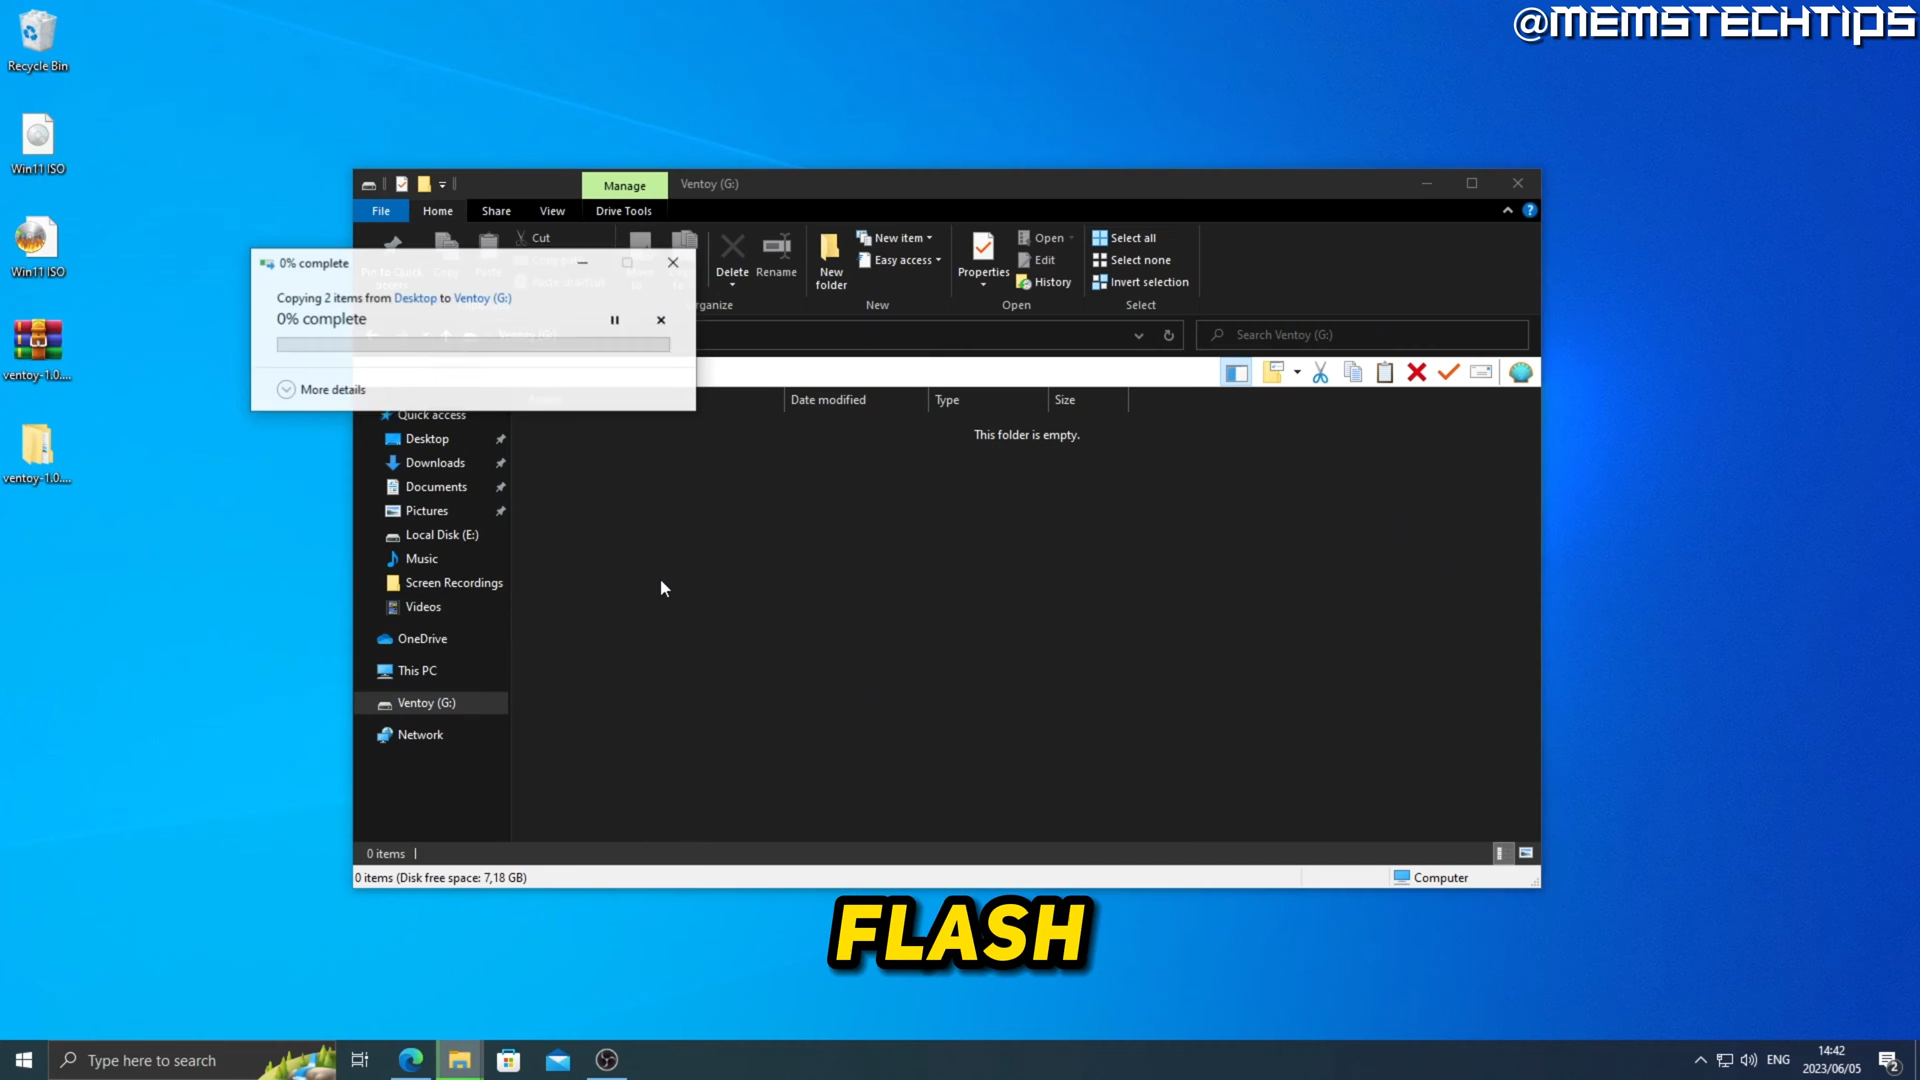 @MEMSTECHTIPS
Recycle Bin
Win11 ISO
Win11 ISO
ventoy-1.0....
ventoy-1.0....
Manage
Ventoy (G:)
File
Home
Share
View
Drive Tools
Cut
Delete
Rename
New
folder
New item
Easy access
Properties
Open
Edit
History
Select all
Select none
Invert selection
New
Open
Select
0% complete
Copying 2 items from Desktop to Ventoy (G:)
0% complete
More details
Search Ventoy (G:)
Date modified
Type
Size
This folder is empty.
Quick access
Desktop
Downloads
Documents
Pictures
Local Disk (E:)
Music
Screen Recordings
Videos
OneDrive
This PC
Ventoy (G:)
Network
0 items
0 items (Disk free space: 7,18 GB)
Computer
FLASH
Type here to search
ENG
14:42
2023/06/05
2